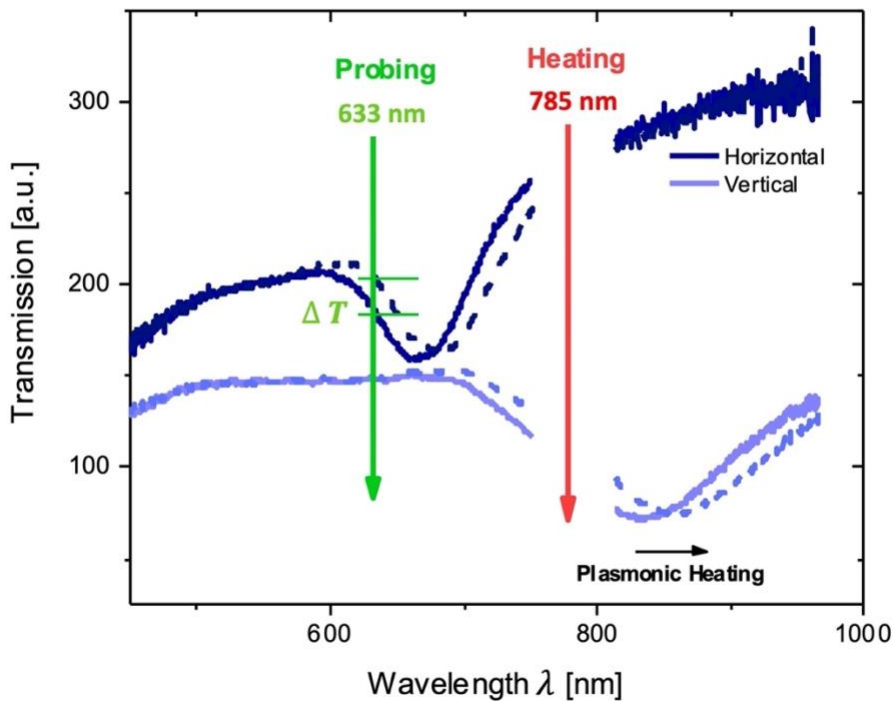 Transmission [a.u.]
300
200
100
Probing
633 nm
Heating
785 nm
Horizontal
Vertical
Δ T
Plasmonic Heating
600
800
1000
Wavelength λ [nm]